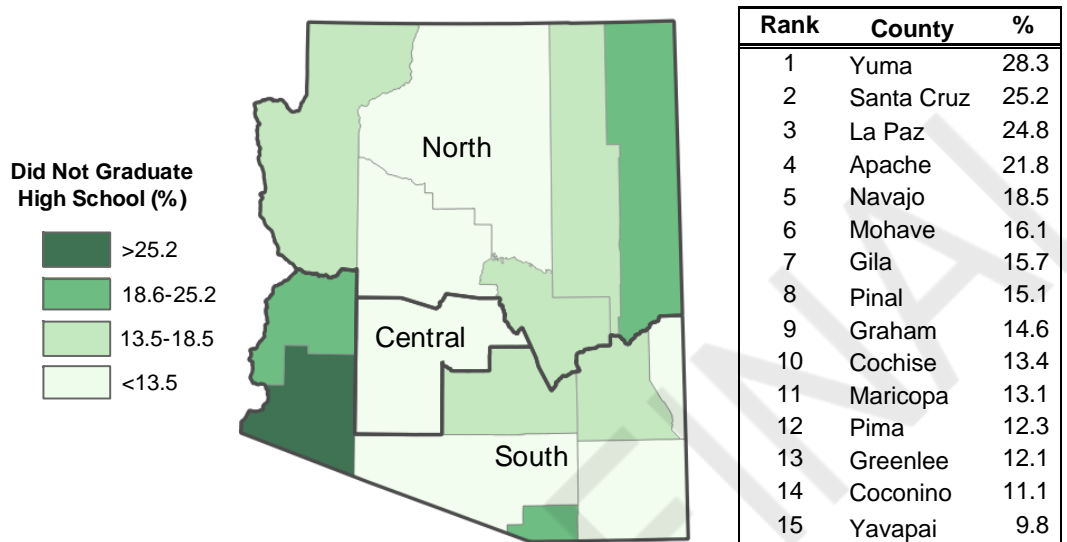 Did Not Graduate
High School (%)
>25.2
18.6-25.2
13.5-18.5
<13.5
North
Central
South
Rank County %
1 Yuma 28.3
2 Santa Cruz 25.2
3 La Paz 24.8
4 Apache 21.8
5 Navajo 18.5
6 Mohave 16.1
7 Gila 15.7
8 Pinal 15.1
9 Graham 14.6
10 Cochise 13.4
11 Maricopa 13.1
12 Pima 12.3
13 Greenlee 12.1
14 Coconino 11.1
15 Yavapai 9.8